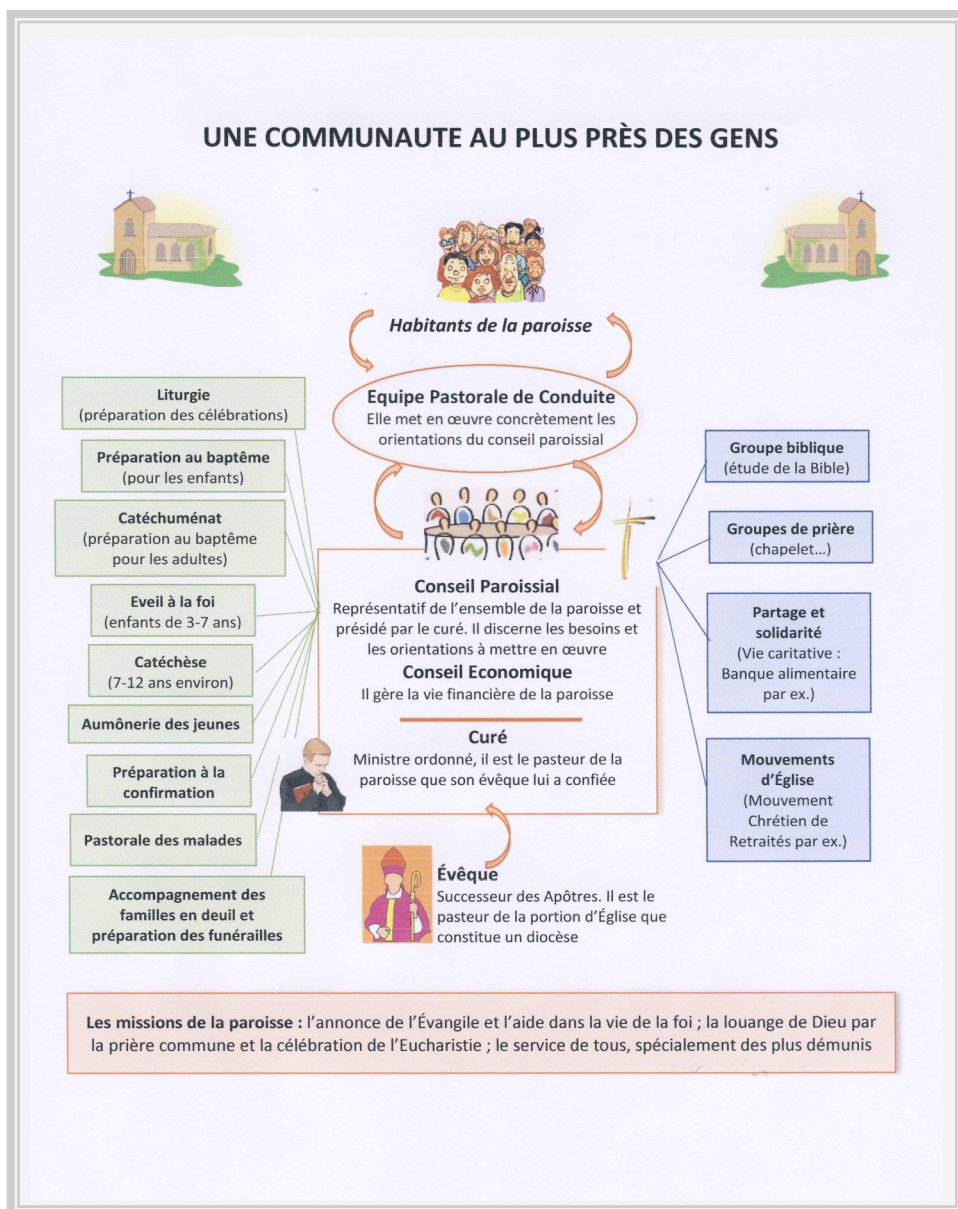 UNE COMMUNAUTE AU PLUS PRÈS DES GENS
Habitants de la paroisse
Equipe Pastorale de Conduite
Elle met en œuvre concrètement les
orientations du conseil paroissial
Liturgie
(préparation des célébrations)
Préparation au baptême
(pour les enfants)
Catéchuménat
(préparation au baptême
pour les adultes)
Eveil à la foi
(enfants de 3-7 ans)
Catéchèse
(7-12 ans environ)
Aumônerie des jeunes
Préparation à la
confirmation
Pastorale des malades
Accompagnement des
familles en deuil et
préparation des funérailles
Conseil Paroissial
Représentatif de l’ensemble de la paroisse et
présidé par le curé. Il discerne les besoins et
les orientations à mettre en œuvre
Conseil Economique
Il gère la vie financière de la paroisse
Curé
Ministre ordonné, il est le pasteur de la
paroisse que son évêque lui a confiée
Évêque
Successeur des Apôtres. Il est le
pasteur de la portion d’Église que
constitue un diocèse
Groupe biblique
(étude de la Bible)
Groupes de prière
(chapelet…)
Partage et
solidarité
(Vie caritative :
Banque alimentaire
par ex.)
Mouvements
d’Église
(Mouvement
Chrétien de
Retraités par ex.)
Les missions de la paroisse : l’annonce de l’Évangile et l’aide dans la vie de la foi ; la louange de Dieu par
la prière commune et la célébration de l’Eucharistie ; le service de tous, spécialement des plus démunis